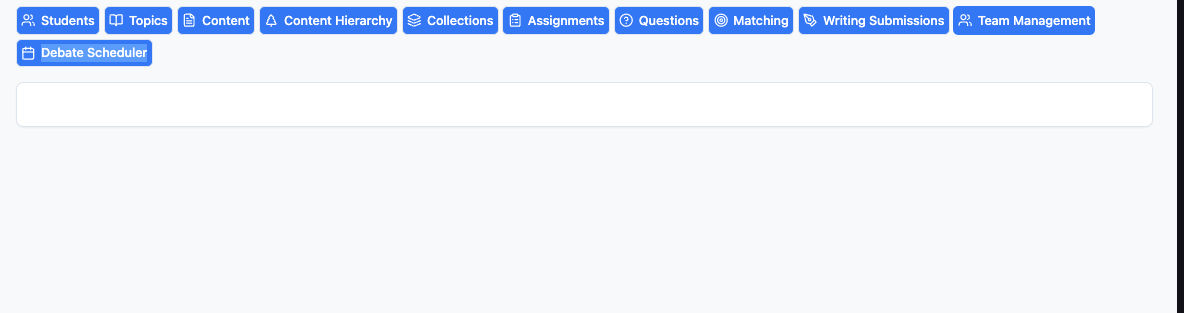 Students Topics Content Content Hierarchy Collections Assignments Questions Matching Writing Submissions Team Management
Debate Scheduler